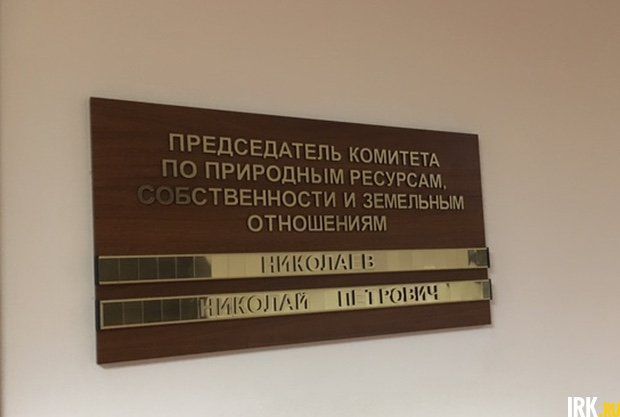 ПРЕДСЕДАТЕЛЬ КОМИТЕТА
ПО ПРИРОДНЫМ РЕСУРСАМ,
СОБСТВЕННОСТИ И ЗЕМЕЛЬНЫМ
ОТНОШЕНИЯМ
НИКОЛАЕВ
НИКОЛАЙ ПЕТРОВИЧ
IRK.ru